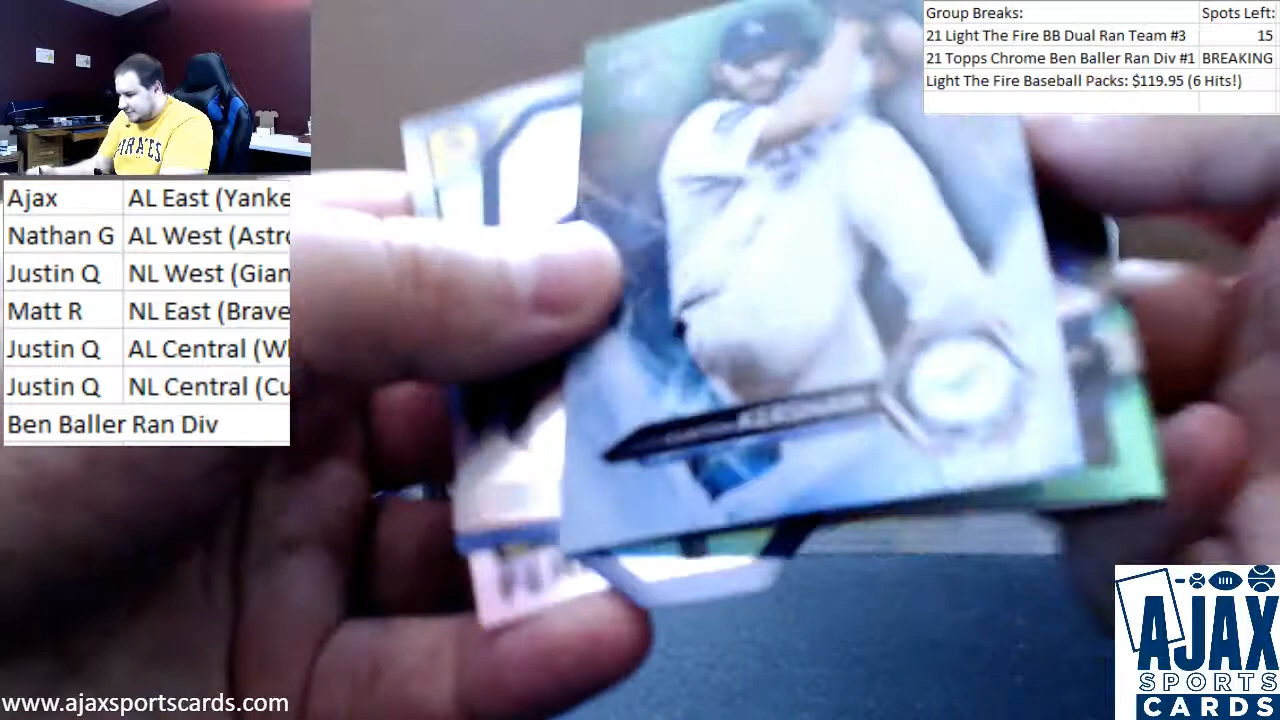 Group Breaks: Spots Left:
21 Light The Fire BB Dual Ran Team #3 15
21 Topps Chrome Ben Baller Ran Div #1 BREAKING
Light The Fire Baseball Packs: $119.95 (6 Hits!)
PIRATES
Ajax AL East (Yanke
Nathan G AL West (Astro
Justin Q NL West (Gian
Matt R NL East (Brave
Justin Q AL Central (Wh
Justin Q NL Central (Cu
Ben Baller Ran Div
AJAX
SPORTS
CARDS
www.ajaxsportscards.com